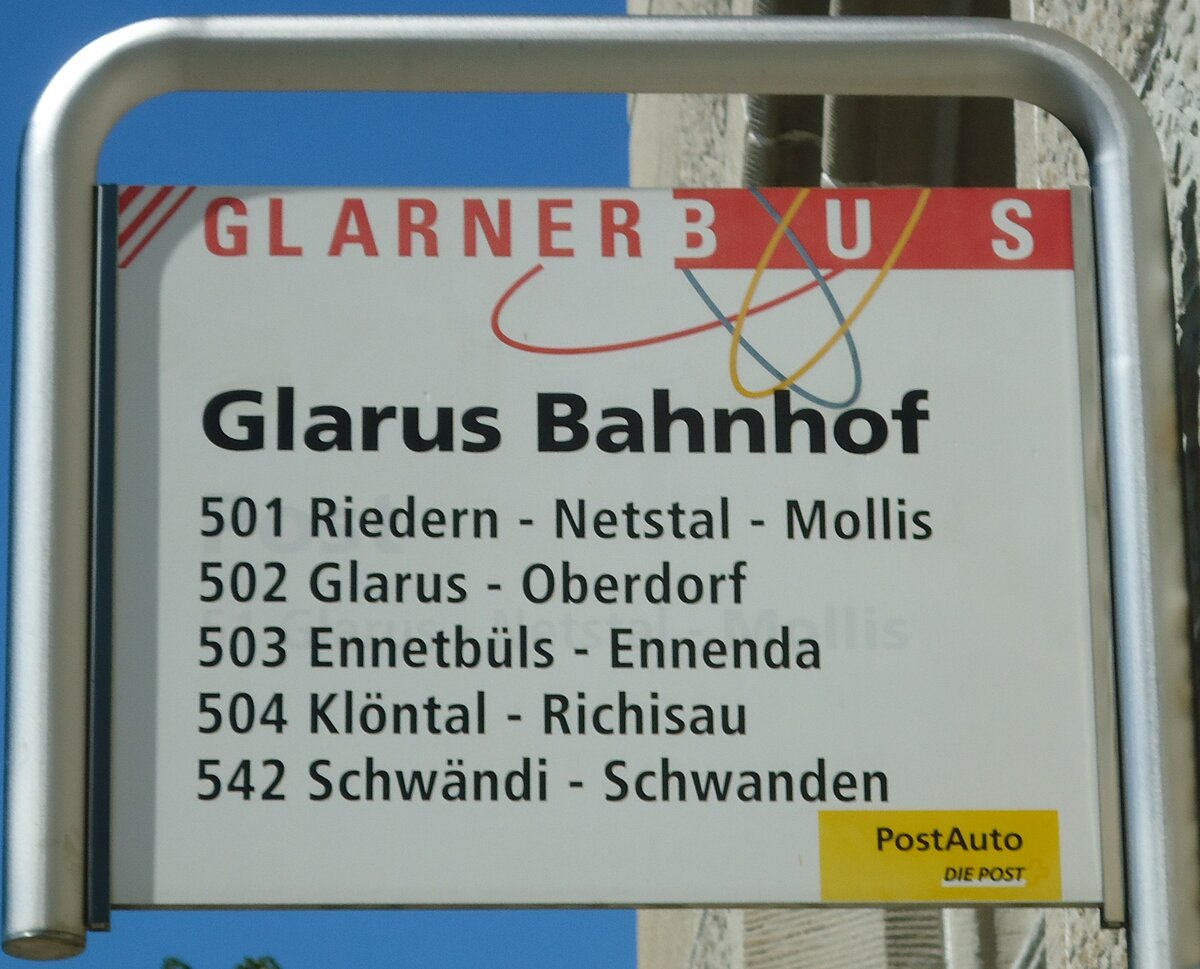 GLARNERBUS
Glarus Bahnhof
501 Riedern - Netstal - Mollis
502 Glarus - Oberdorf
503 Ennetbüls - Ennenda
504 Klöntal - Richisau
542 Schwändi - Schwanden
PostAuto
DIE POST